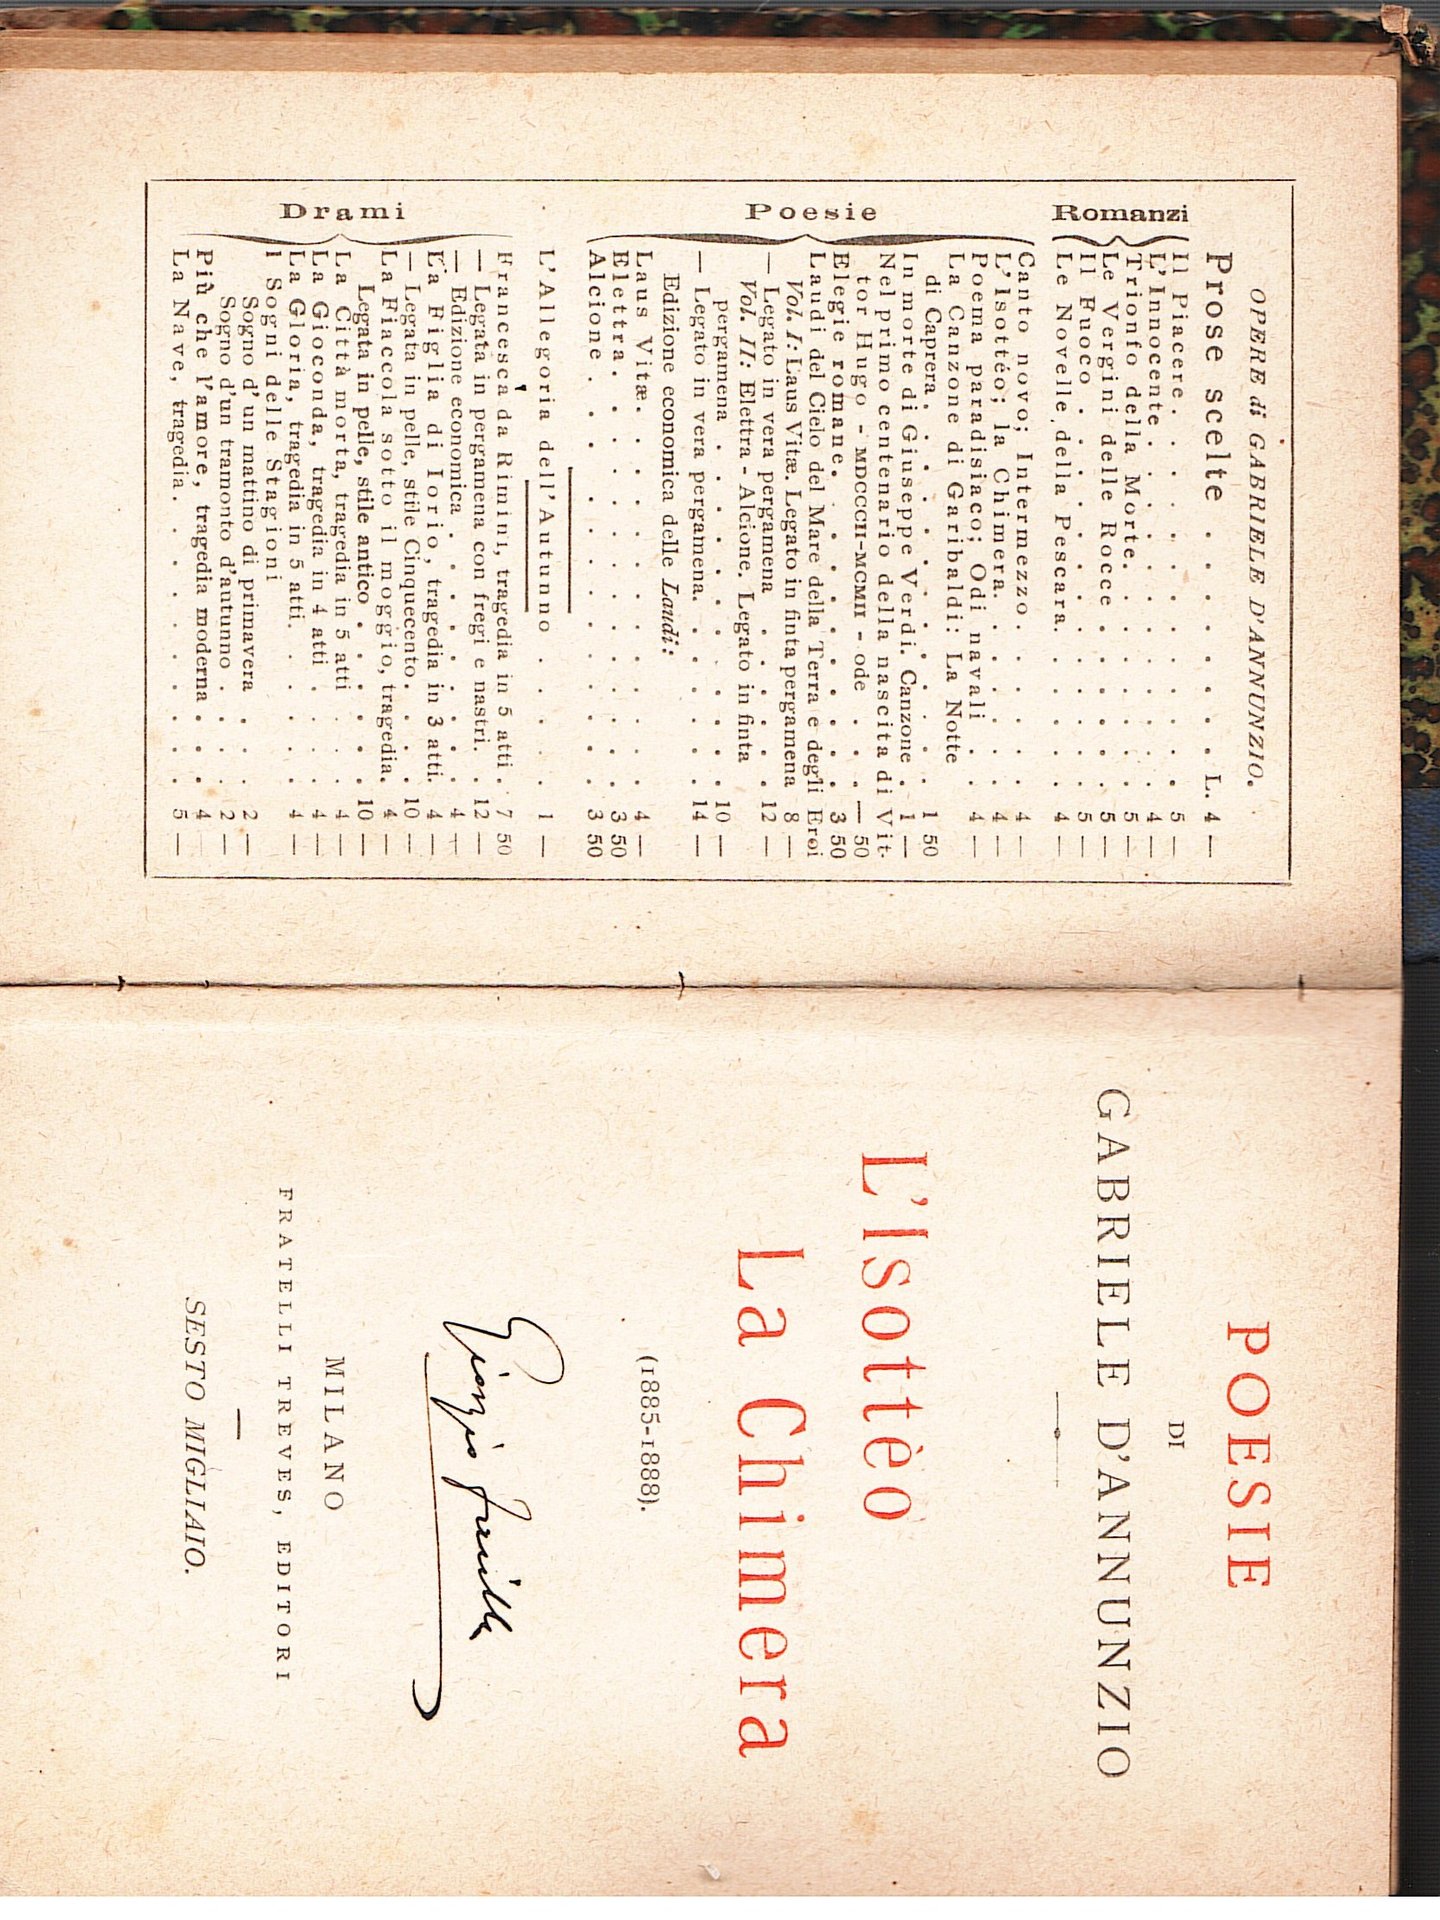 OPERE di GABRIELE D'ANNUNZIO.
Prose scelte . . . . . . . L. 4 —
Romanzi
Il Piacere . . . . . . . . . 5 —
L'Innocente . . . . . . . . 4 —
Trionfo della Morte. . . . . . 5 —
Le Vergini delle Rocce . . . . . 5 —
Il Fuoco . . . . . . . . . . 5 —
Le Novelle della Pescara. . . . . 4 —
Poesie
Canto novo; Intermezzo . . . . . 4 —
L'Isottéo; la Chimera. . . . . . 4 —
Poema paradisiaco; Odi navali . . 4 —
La Canzone di Garibaldi: La Notte
di Caprera . . . . . . . . . 1 50
In morte di Giuseppe Verdi. Canzone . 1 —
Nel primo centenario della nascita di Vit-
tor Hugo - MDCCCII-MCMII - ode . . . — 50
Elegie romane. . . . . . . . . 3 50
Laudi del Cielo del Mare della Terra e degli Eroi
Vol. I: Laus Vitæ. Legato in finta pergamena 8 —
— Legato in vera pergamena . . . . . 12 —
Vol. II: Elettra - Alcione. Legato in finta
pergamena . . . . . . . . . 10 —
— Legato in vera pergamena. . . . . . 14 —
Edizione economica delle Laudi:
Laus Vitæ. . . . . . . . . . 4 —
Elettra . . . . . . . . . . 3 50
Alcione . . . . . . . . . . 3 50
L'Allegoria dell'Autunno . . . . 1 —
Drami
Francesca da Rimini, tragedia in 5 atti . 7 50
— Legata in pergamena con fregi e nastri. . 12 —
— Edizione economica . . . . . . . 4 —
La Figlia di Iorio, tragedia in 3 atti. 4 —
— Legata in pelle, stile Cinquecento. . . . 10 —
La Fiaccola sotto il moggio, tragedia. 4 —
Legata in pelle, stile antico . . . . . 10 —
La Città morta, tragedia in 5 atti . . . 4 —
La Gioconda, tragedia in 4 atti . . . . 4 —
La Gloria, tragedia in 5 atti. . . . . 4 —
I Sogni delle Stagioni
Sogno d'un mattino di primavera . . . 2 —
Sogno d'un tramonto d'autunno . . . . 2 —
Più che l'amore, tragedia moderna . . . 4 —
La Nave, tragedia. . . . . . . . . 5 —
POESIE
DI
GABRIELE D'ANNUNZIO
L'Isottèo
La Chimera
(1885-1888).
MILANO
FRATELLI TREVES, EDITORI
SESTO MIGLIAIO.